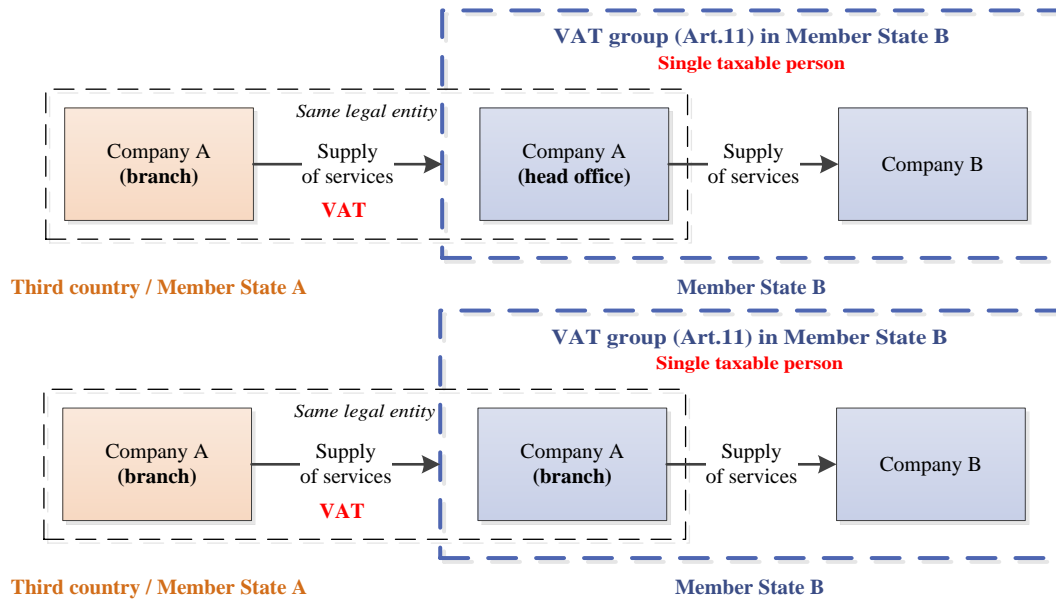 VAT group (Art.11) in Member State B
Single taxable person
Same legal entity
Company A
(branch)
Supply
of services
VAT
Company A
(head office)
Supply
of services
Company B
Third country / Member State A
Member State B
VAT group (Art.11) in Member State B
Single taxable person
Same legal entity
Company A
(branch)
Supply
of services
VAT
Company A
(branch)
Supply
of services
Company B
Third country / Member State A
Member State B